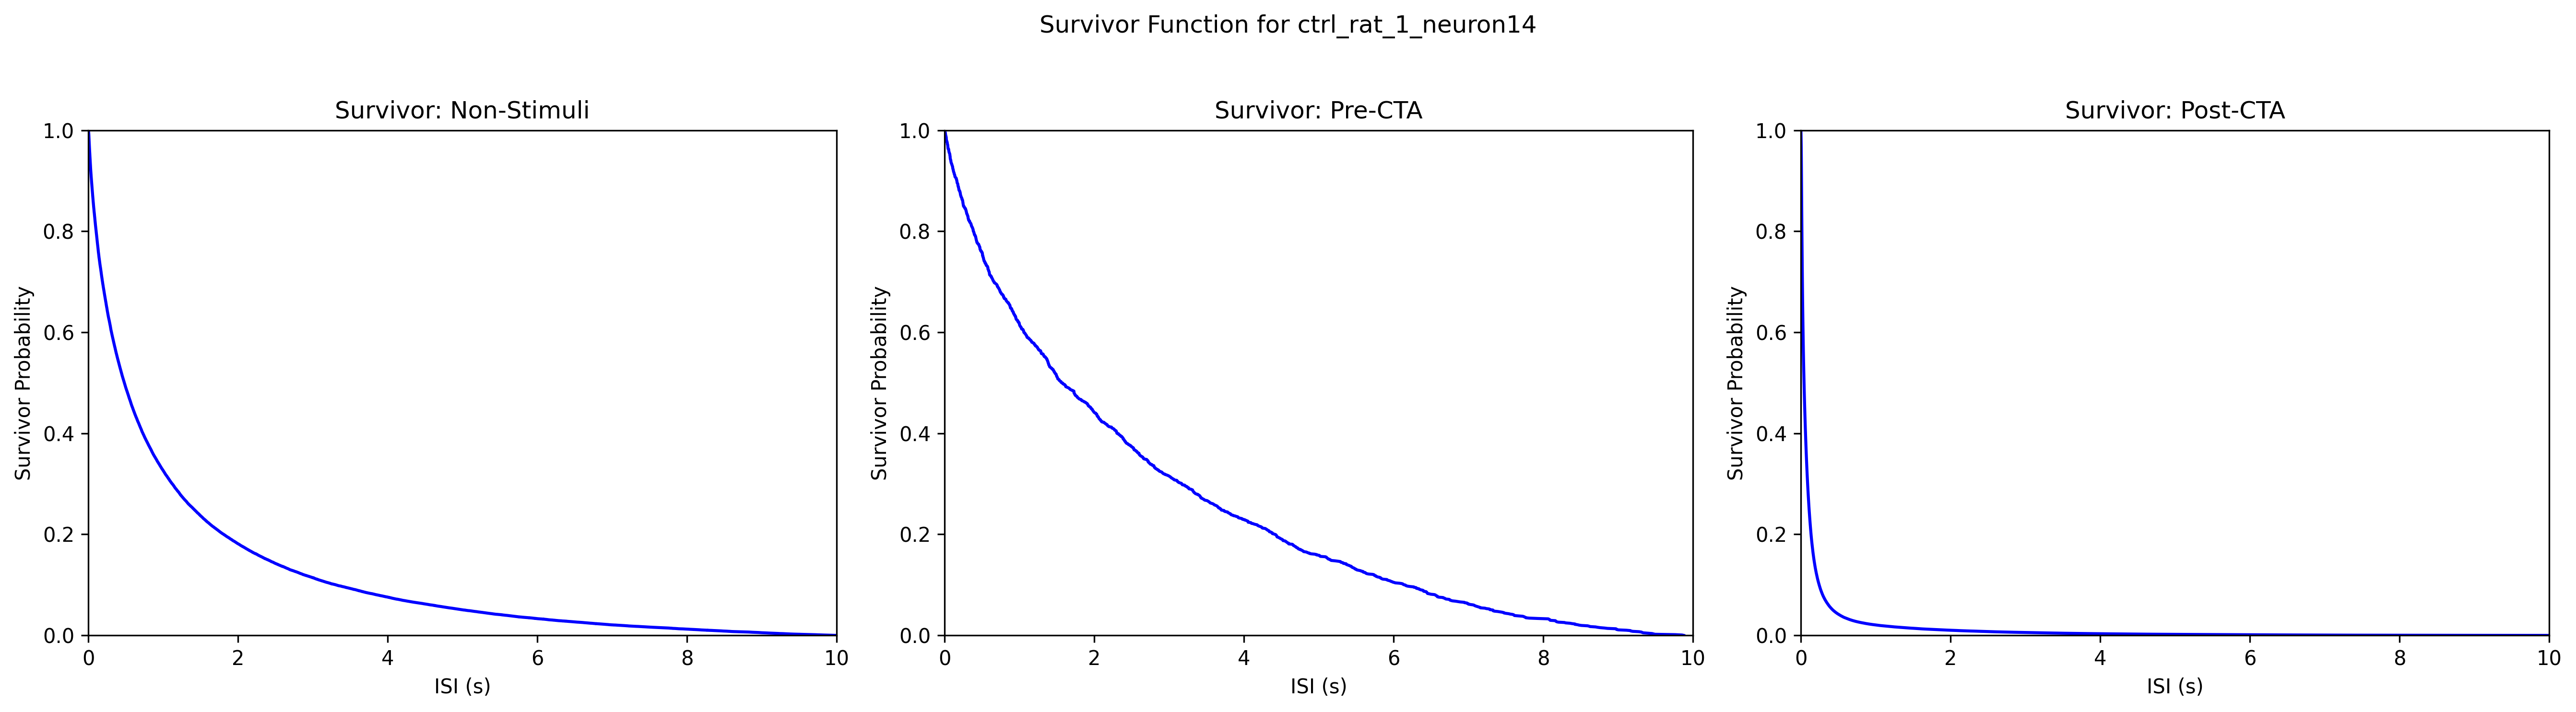 Survivor Function for ctrl_rat_1_neuron14
Survivor: Non-Stimuli
1.0
0.8
0.6
0.4
0.2
0.0
Survivor Probability
0 2 4 6 8 10
ISI (s)
Survivor: Pre-CTA
1.0
0.8
0.6
0.4
0.2
0.0
Survivor Probability
0 2 4 6 8 10
ISI (s)
Survivor: Post-CTA
1.0
0.8
0.6
0.4
0.2
0.0
Survivor Probability
0 2 4 6 8 10
ISI (s)